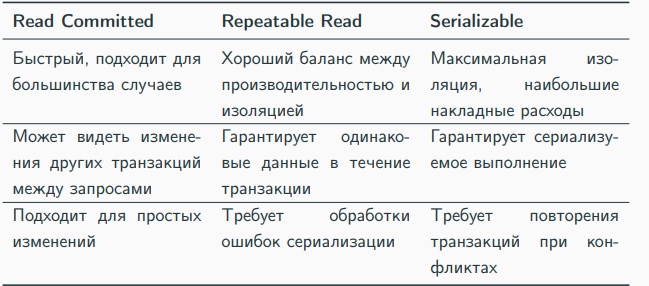 Read Committed Repeatable Read Serializable
Быстрый, подходит для Хороший баланс между Максимальная изо-
большинства случаев производительностью и ляция, наибольшие
изоляцией накладные расходы
Может видеть измене- Гарантирует одинако- Гарантирует сериализу-
ния других транзакций вые данные в течение емое выполнение
между запросами транзакции
Подходит для простых Требует обработки Требует повторения
изменений ошибок сериализации транзакций при кон-
фликтах